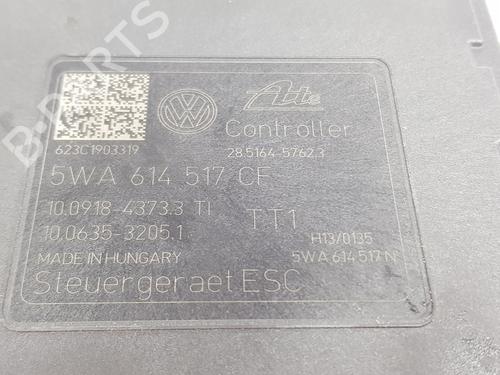 B-PARTS
Ate
Controller
623C1903319
28.5164-5762.3
5WA 614 517 CF
10.0918-4373.3 TI
TT1
10.0635-3205.1
H13/0135
MADE IN HUNGARY
5WA 614 517 N
Steuergeraet ESC